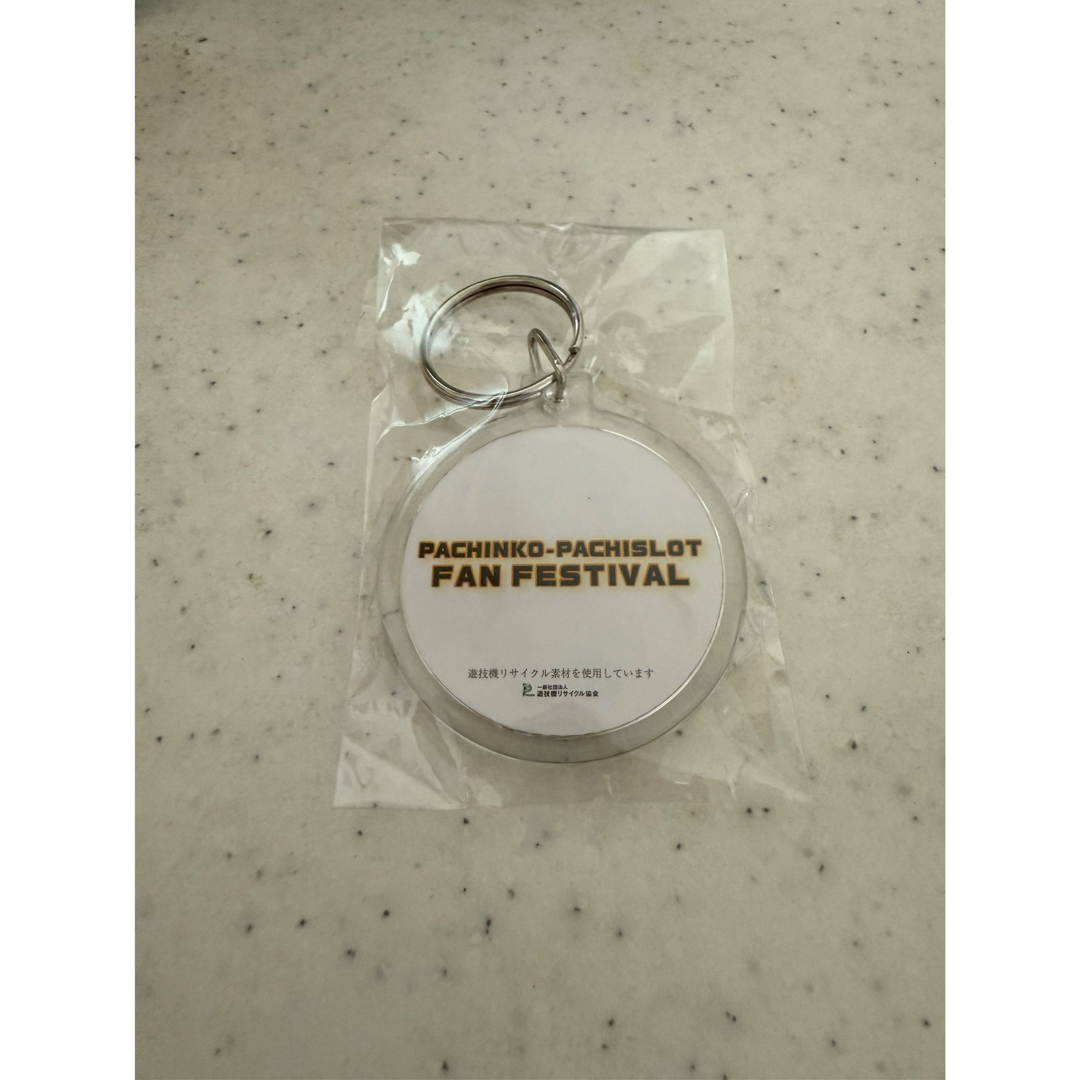 PACHINKO-PACHISLOT
FAN FESTIVAL
遊技機リサイクル素材を使用しています
一般社団法人
遊技機リサイクル協会